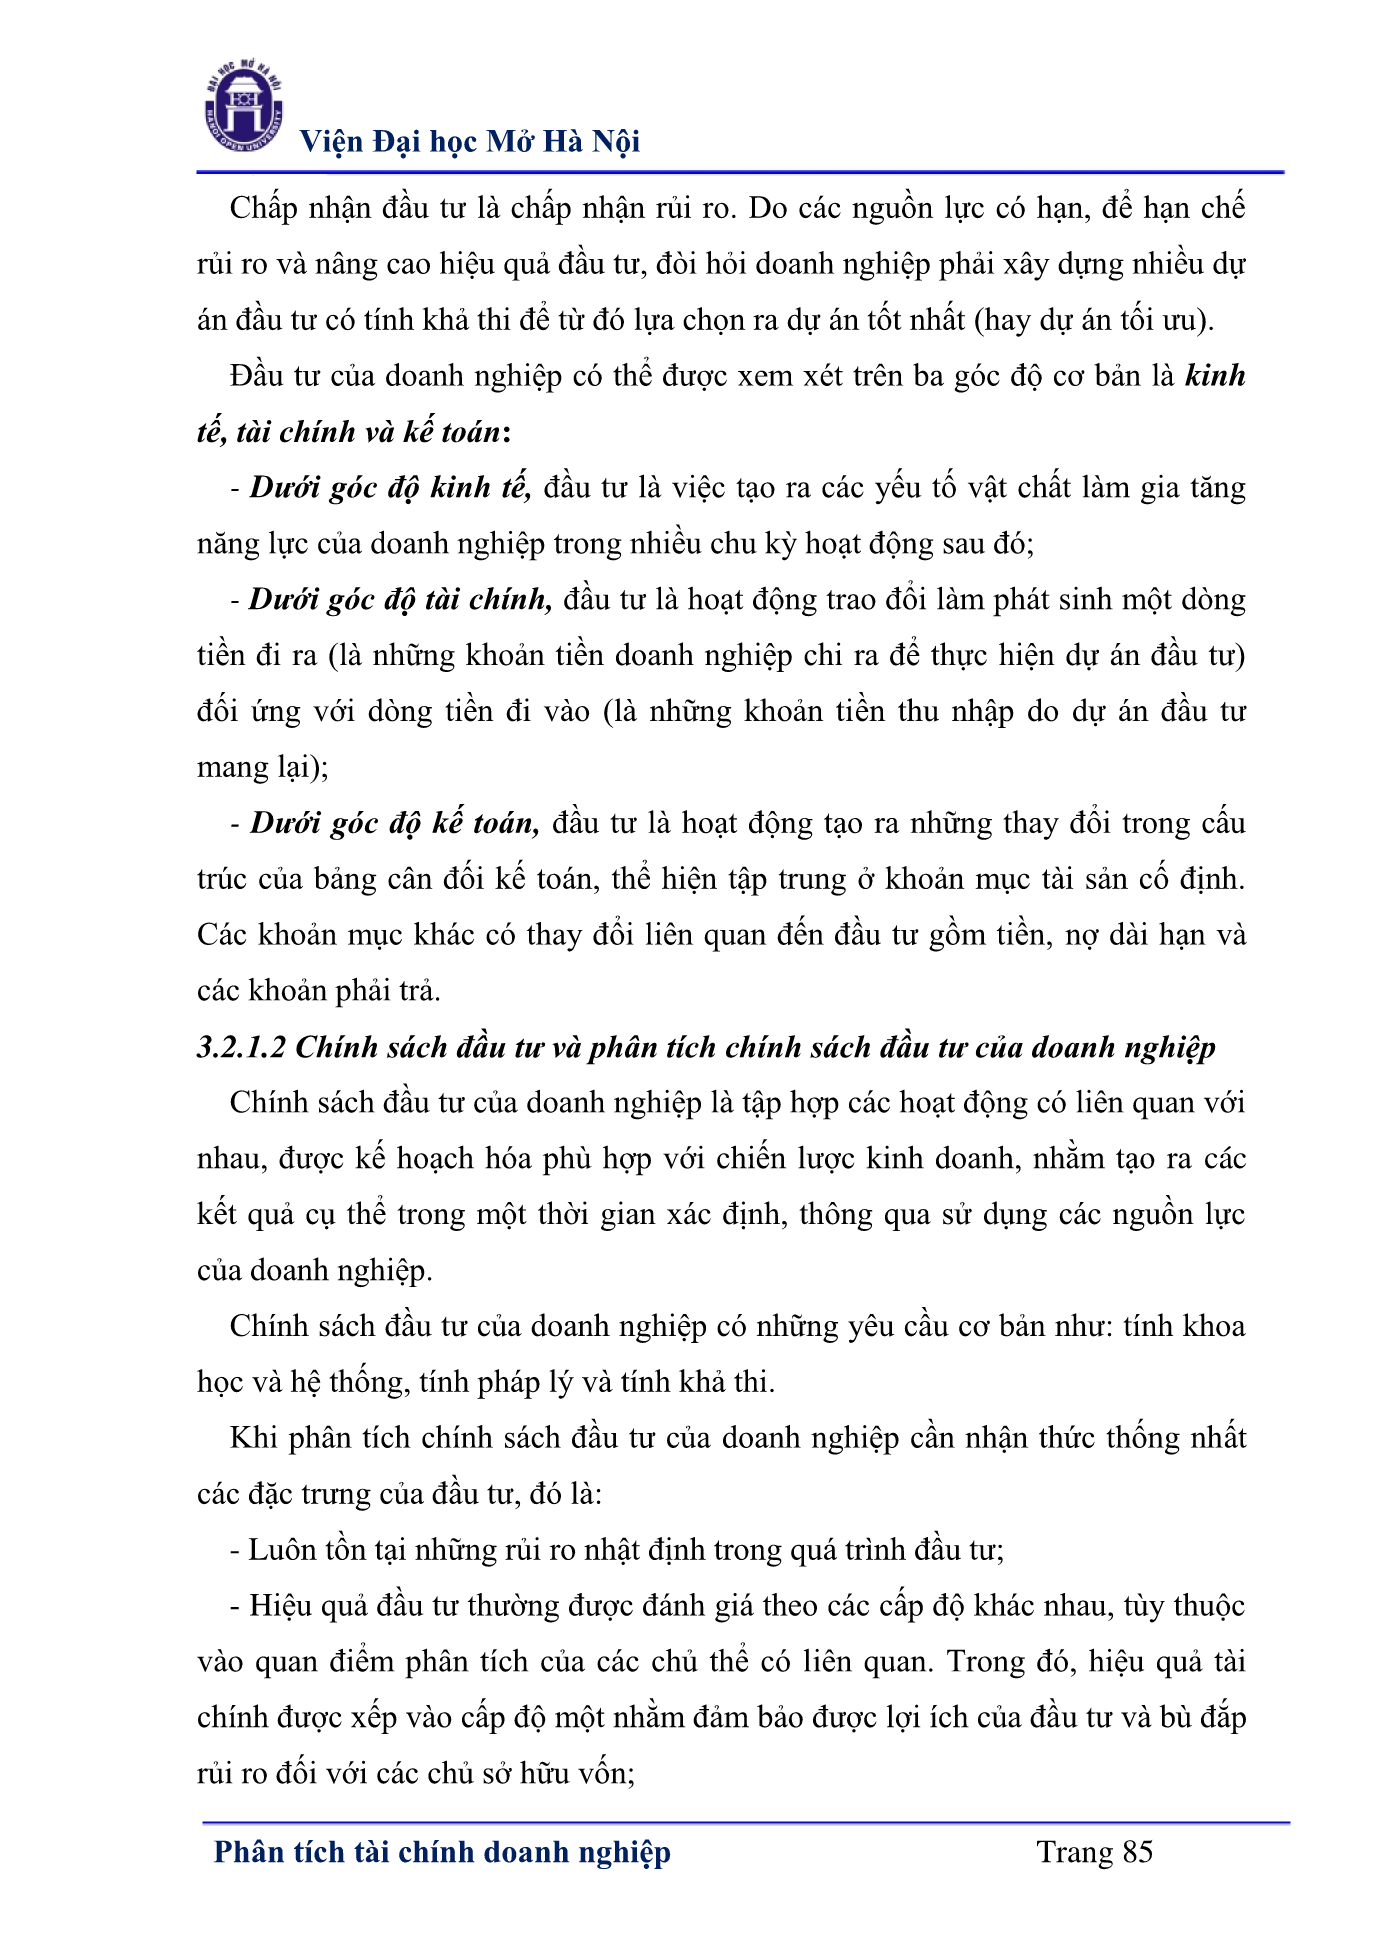 ĐẠI HỌC MỞ HÀ NỘI
HANOI OPEN UNIVERSITY
Viện Đại học Mở Hà Nội
Chấp nhận đầu tư là chấp nhận rủi ro. Do các nguồn lực có hạn, để hạn chế
rủi ro và nâng cao hiệu quả đầu tư, đòi hỏi doanh nghiệp phải xây dựng nhiều dự
án đầu tư có tính khả thi để từ đó lựa chọn ra dự án tốt nhất (hay dự án tối ưu).
Đầu tư của doanh nghiệp có thể được xem xét trên ba góc độ cơ bản là kinh
tế, tài chính và kế toán:
- Dưới góc độ kinh tế, đầu tư là việc tạo ra các yếu tố vật chất làm gia tăng
năng lực của doanh nghiệp trong nhiều chu kỳ hoạt động sau đó;
- Dưới góc độ tài chính, đầu tư là hoạt động trao đổi làm phát sinh một dòng
tiền đi ra (là những khoản tiền doanh nghiệp chi ra để thực hiện dự án đầu tư)
đối ứng với dòng tiền đi vào (là những khoản tiền thu nhập do dự án đầu tư
mang lại);
- Dưới góc độ kế toán, đầu tư là hoạt động tạo ra những thay đổi trong cấu
trúc của bảng cân đối kế toán, thể hiện tập trung ở khoản mục tài sản cố định.
Các khoản mục khác có thay đổi liên quan đến đầu tư gồm tiền, nợ dài hạn và
các khoản phải trả.
3.2.1.2 Chính sách đầu tư và phân tích chính sách đầu tư của doanh nghiệp
Chính sách đầu tư của doanh nghiệp là tập hợp các hoạt động có liên quan với
nhau, được kế hoạch hóa phù hợp với chiến lược kinh doanh, nhằm tạo ra các
kết quả cụ thể trong một thời gian xác định, thông qua sử dụng các nguồn lực
của doanh nghiệp.
Chính sách đầu tư của doanh nghiệp có những yêu cầu cơ bản như: tính khoa
học và hệ thống, tính pháp lý và tính khả thi.
Khi phân tích chính sách đầu tư của doanh nghiệp cần nhận thức thống nhất
các đặc trưng của đầu tư, đó là:
- Luôn tồn tại những rủi ro nhật định trong quá trình đầu tư;
- Hiệu quả đầu tư thường được đánh giá theo các cấp độ khác nhau, tùy thuộc
vào quan điểm phân tích của các chủ thể có liên quan. Trong đó, hiệu quả tài
chính được xếp vào cấp độ một nhằm đảm bảo được lợi ích của đầu tư và bù đắp
rủi ro đối với các chủ sở hữu vốn;
Phân tích tài chính doanh nghiệp Trang 85